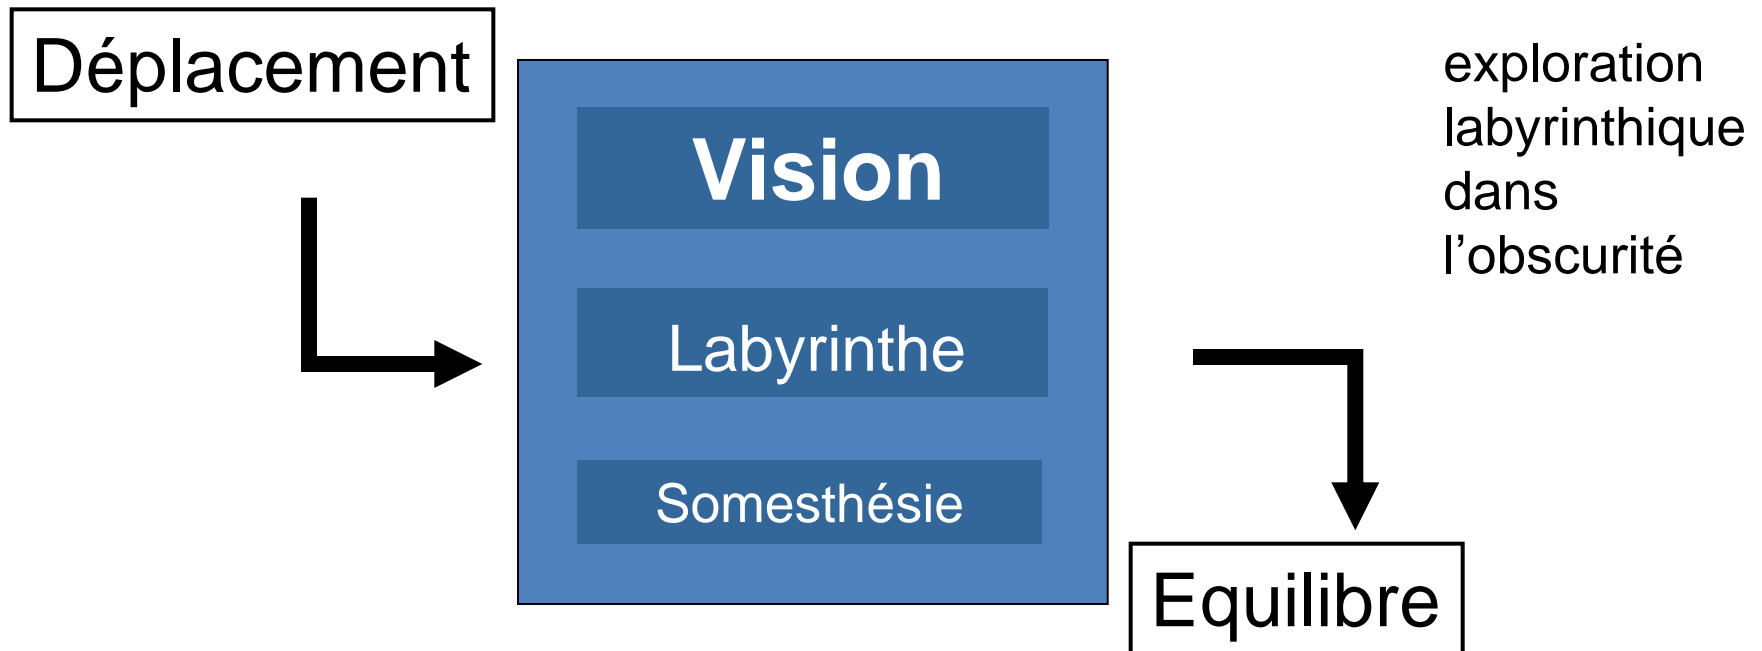 Déplacement
Vision
Labyrinthe
Somesthésie
Equilibre
exploration
labyrinthique
dans
l’obscurité